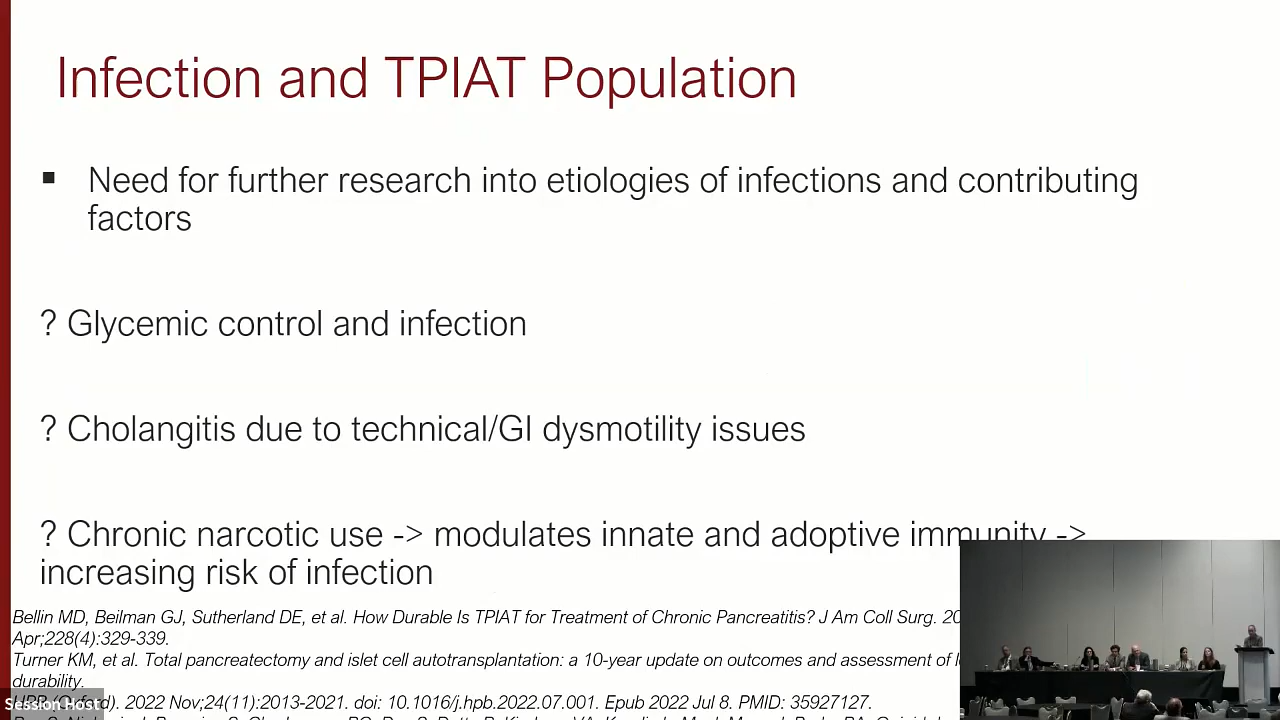 Infection and TPIAT Population
▪ Need for further research into etiologies of infections and contributing
factors
? Glycemic control and infection
? Cholangitis due to technical/GI dysmotility issues
? Chronic narcotic use -> modulates innate and adoptive immunity ->
increasing risk of infection
Bellin MD, Beilman GJ, Sutherland DE, et al. How Durable Is TPIAT for Treatment of Chronic Pancreatitis? J Am Coll Surg. 20
Apr;228(4):329-339.
Turner KM, et al. Total pancreatectomy and islet cell autotransplantation: a 10-year update on outcomes and assessment of
durability.
HPB (Oxford). 2022 Nov;24(11):2013-2021. doi: 10.1016/j.hpb.2022.07.001. Epub 2022 Jul 8. PMID: 35927127.
Session Host